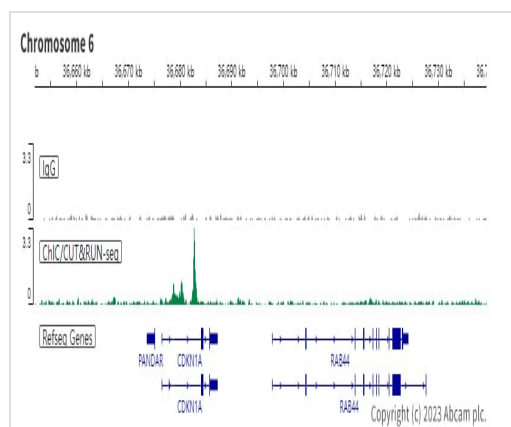 Chromosome 6
b 36,660 kb 36,670 kb 36,680 kb 36,690 kb 36,700 kb 36,710 kb 36,720 kb 36,730 kb 36,7
3.3
IgG
0
3.3
ChIC/CUT&RUN-seq
0
Refseq Genes
PANDAR CDKN1A RAB44
CDKN1A RAB44
Copyright (c) 2023 Abcam plc.